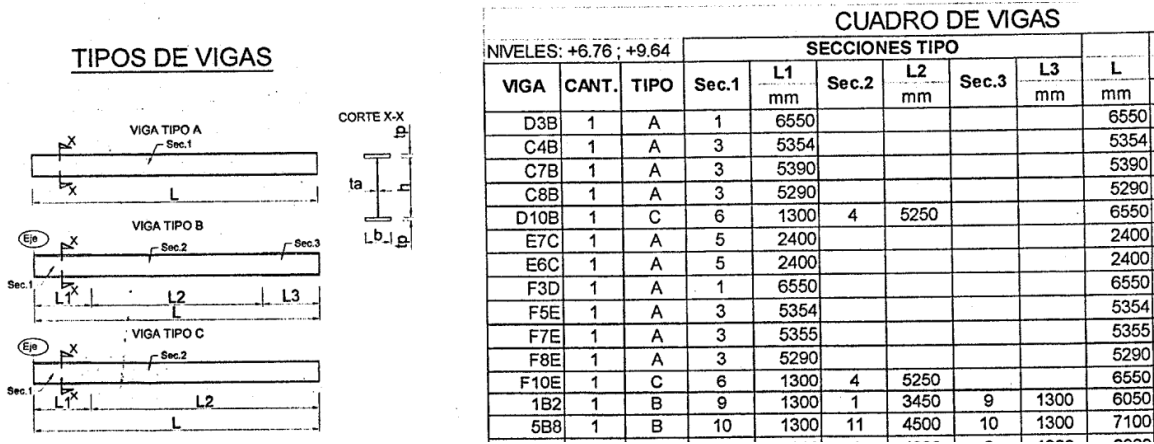 TIPOS DE VIGAS
VIGA TIPO A
X
Sec.1
X
L
CORTE X-X
tp
ta
h
b
tp
VIGA TIPO B
Eje
X
Sec.2
Sec.3
Sec.1
X
L1
L2
L3
L
VIGA TIPO C
Eje
X
Sec.2
Sec.1
X
L1
L2
L
CUADRO DE VIGAS
NIVELES: +6.76 ; +9.64
SECCIONES TIPO
VIGA CANT. TIPO Sec.1 L1 Sec.2 L2 Sec.3 L3 L
mm mm mm mm
D3B 1 A 1 6550 6550
C4B 1 A 3 5354 5354
C7B 1 A 3 5390 5390
C8B 1 A 3 5290 5290
D10B 1 C 6 1300 4 5250 6550
E7C 1 A 5 2400 2400
E6C 1 A 5 2400 2400
F3D 1 A 1 6550 6550
F5E 1 A 3 5354 5354
F7E 1 A 3 5355 5355
F8E 1 A 3 5290 5290
F10E 1 C 6 1300 4 5250 6550
1B2 1 B 9 1300 1 3450 9 1300 6050
5B8 1 B 10 1300 11 4500 10 1300 7100